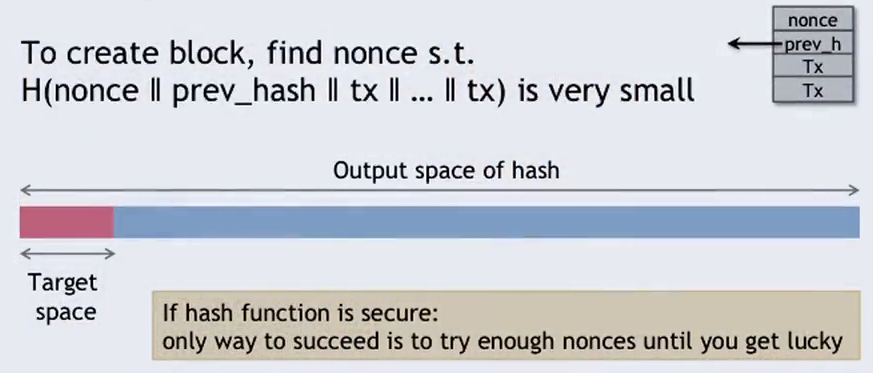 nonce
prev_h
Tx
Tx
To create block, find nonce s.t.
H(nonce ‖ prev_hash ‖ tx ‖ ... ‖ tx) is very small
Output space of hash
Target
space
If hash function is secure:
only way to succeed is to try enough nonces until you get lucky